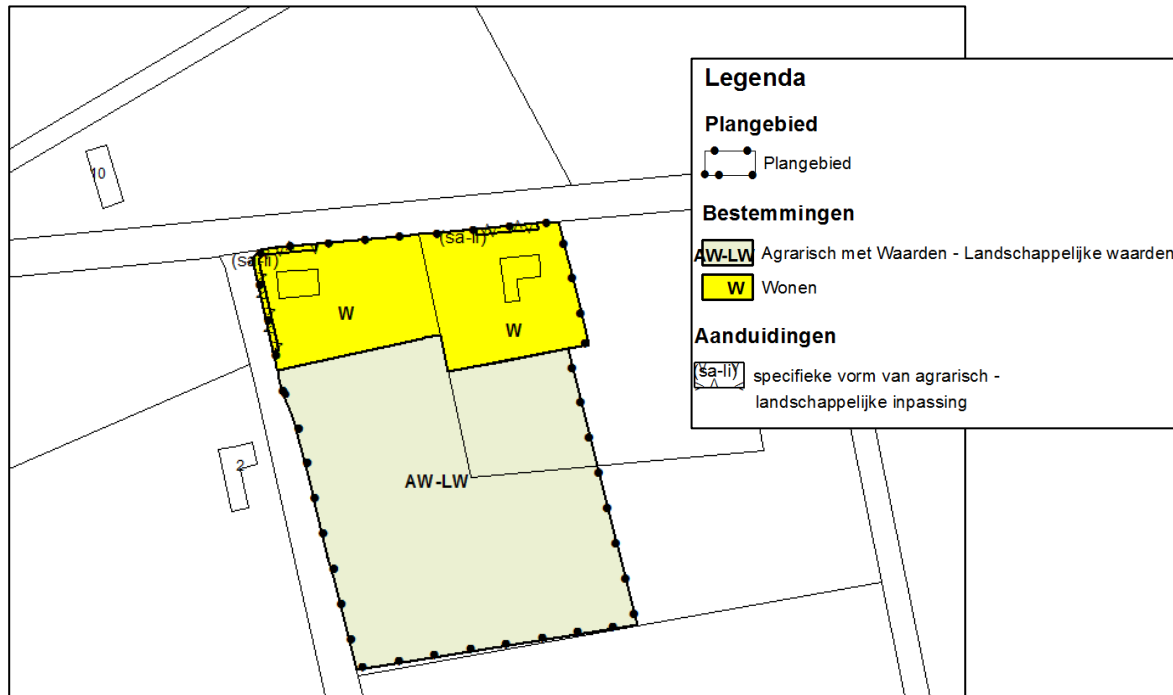 Legenda
Plangebied
Plangebied
Bestemmingen
AW-LW Agrarisch met Waarden - Landschappelijke waarden
W Wonen
Aanduidingen
(sa-li) specifieke vorm van agrarisch -
landschappelijke inpassing
10
(sa-li)
(sa-li)
W
W
2
AW-LW